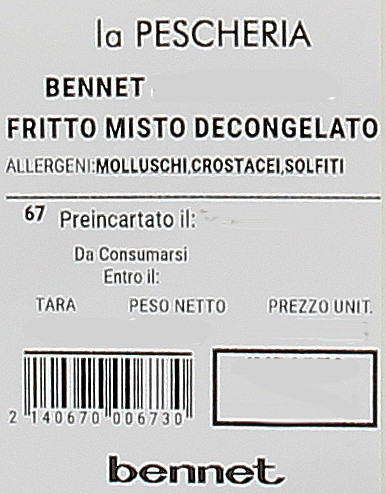 la PESCHERIA
BENNET
FRITTO MISTO DECONGELATO
ALLERGENI:MOLLUSCHI,CROSTACEI,SOLFITI
67 Preincartato il:
Da Consumarsi
Entro il:
TARA PESO NETTO PREZZO UNIT.
2 140670 006730
bennet